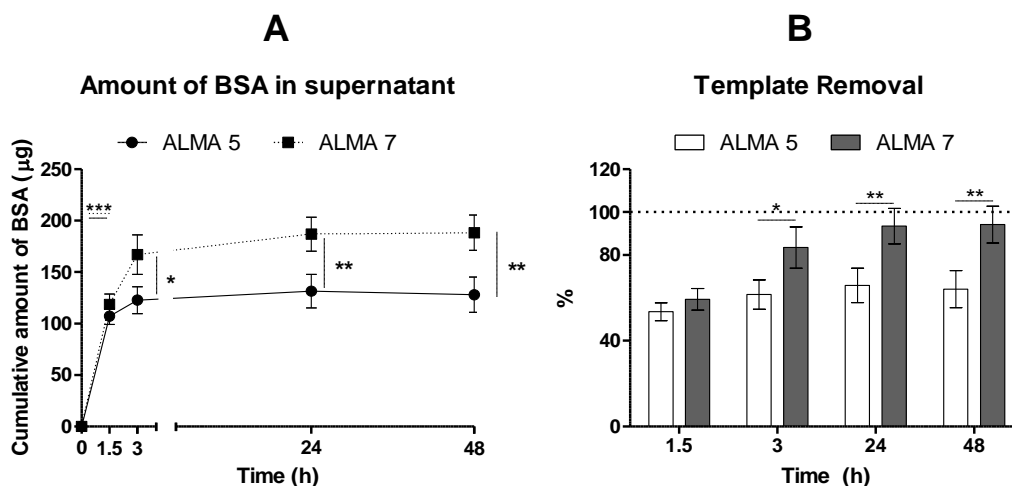 A
Amount of BSA in supernatant
ALMA 5 ALMA 7
Cumulative amount of BSA (µg)
250
200
150
100
50
0
***
*
**
**
0 1.5 3 24 48
Time (h)
B
Template Removal
ALMA 5 ALMA 7
%
120
100
80
60
40
20
0
*
**
**
1.5 3 24 48
Time (h)